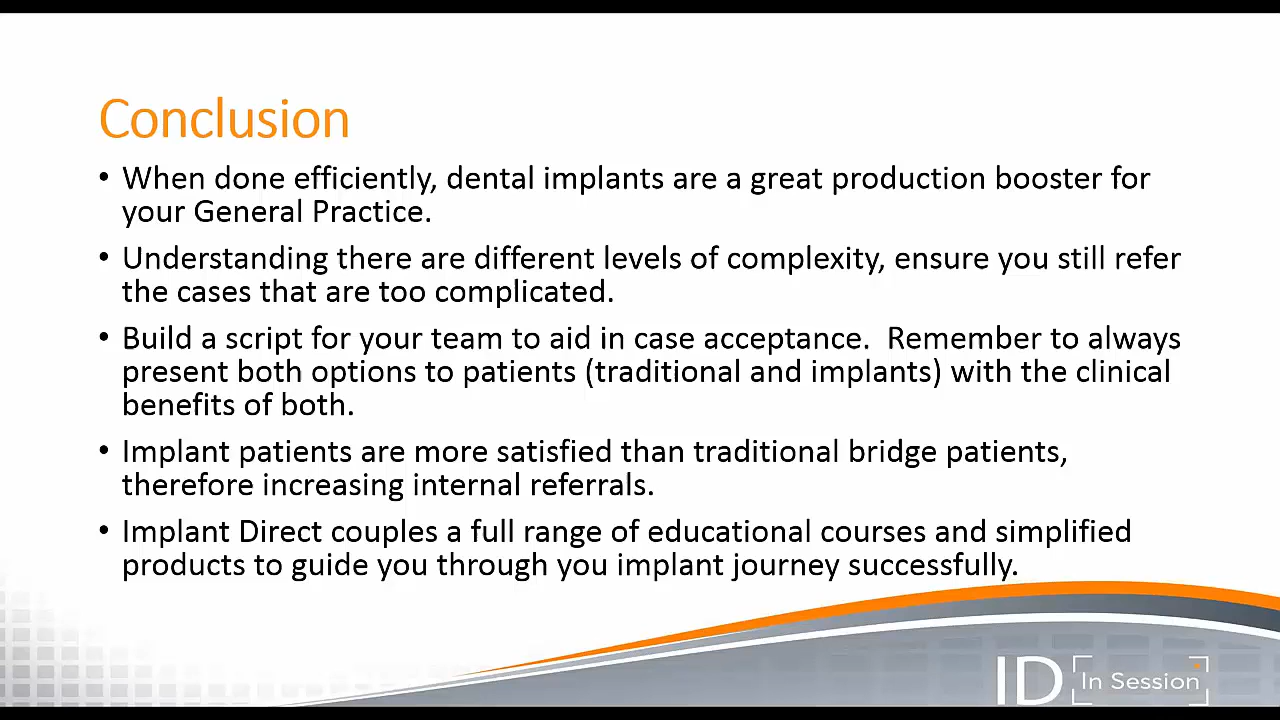 Conclusion
• When done efficiently, dental implants are a great production booster for
your General Practice.
• Understanding there are different levels of complexity, ensure you still refer
the cases that are too complicated.
• Build a script for your team to aid in case acceptance.  Remember to always
present both options to patients (traditional and implants) with the clinical
benefits of both.
• Implant patients are more satisfied than traditional bridge patients,
therefore increasing internal referrals.
• Implant Direct couples a full range of educational courses and simplified
products to guide you through you implant journey successfully.
ID In Session